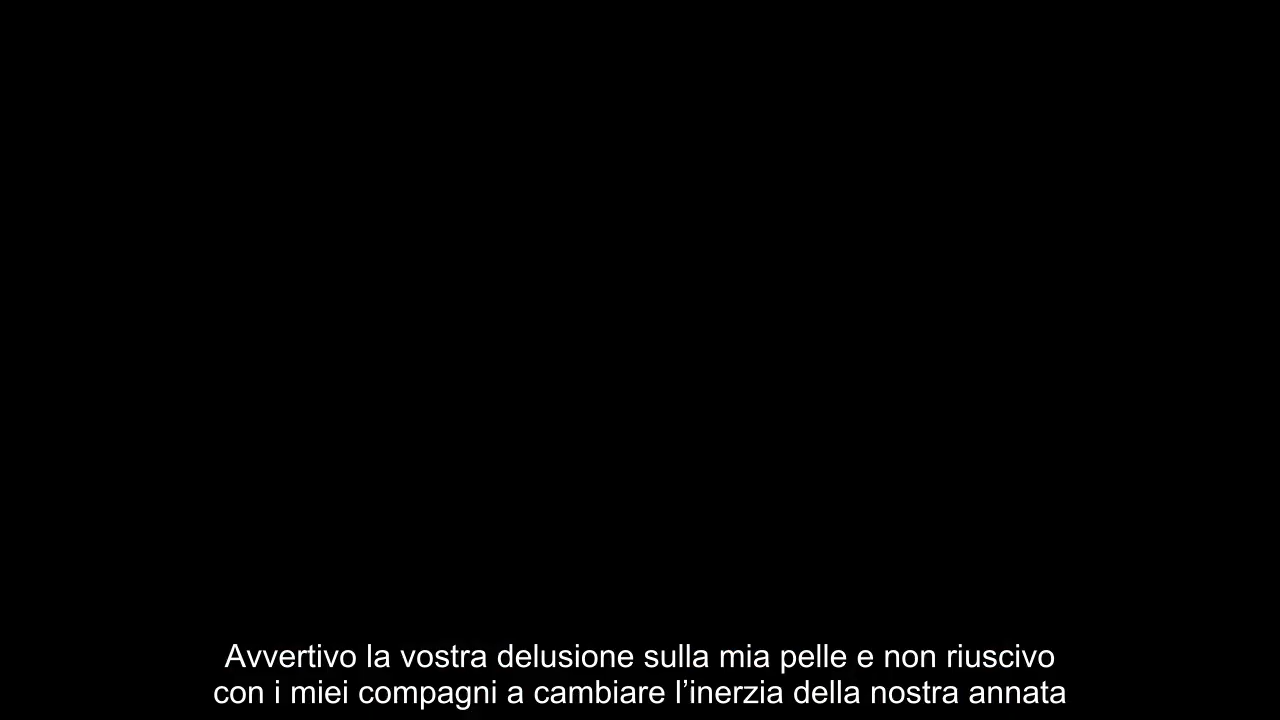 Avvertivo la vostra delusione sulla mia pelle e non riuscivo
con i miei compagni a cambiare l’inerzia della nostra annata